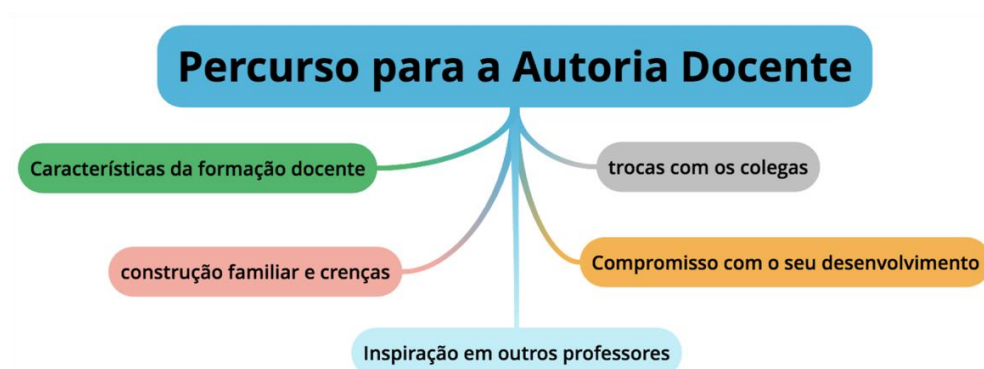 Percurso para a Autoria Docente
Características da formação docente
trocas com os colegas
construção familiar e crenças
Compromisso com o seu desenvolvimento
Inspiração em outros professores